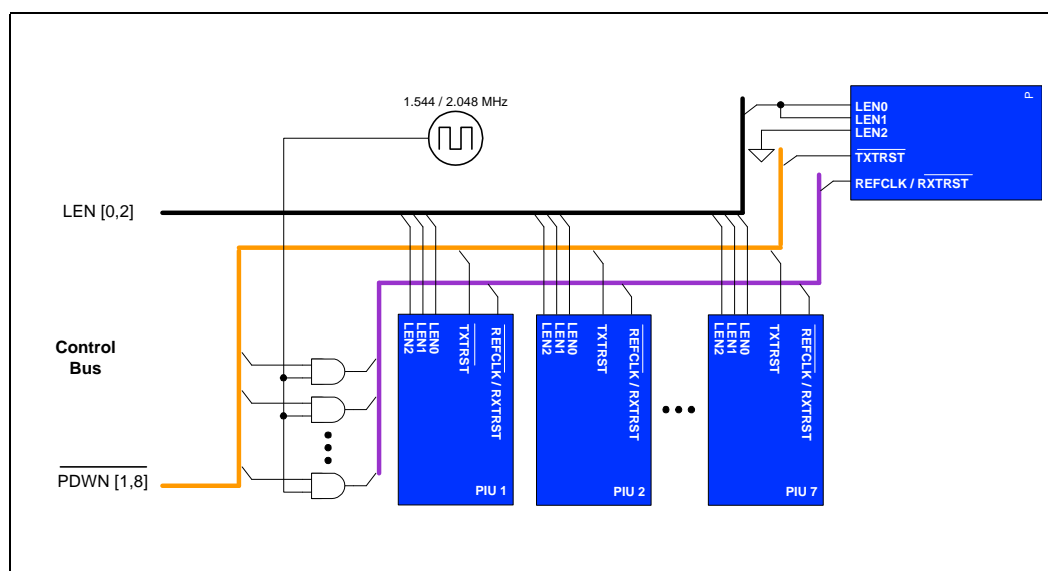 1.544 / 2.048 MHz
P
LEN0
LEN1
LEN2
TXTRST
REFCLK / RXTRST
LEN [0,2]
LEN2
LEN1
LEN0
TXTRST
REFCLK / RXTRST
LEN2
LEN1
LEN0
TXTRST
REFCLK / RXTRST
LEN2
LEN1
LEN0
TXTRST
REFCLK / RXTRST
Control
Bus
PDWN [1,8]
PIU 1
PIU 2
PIU 7